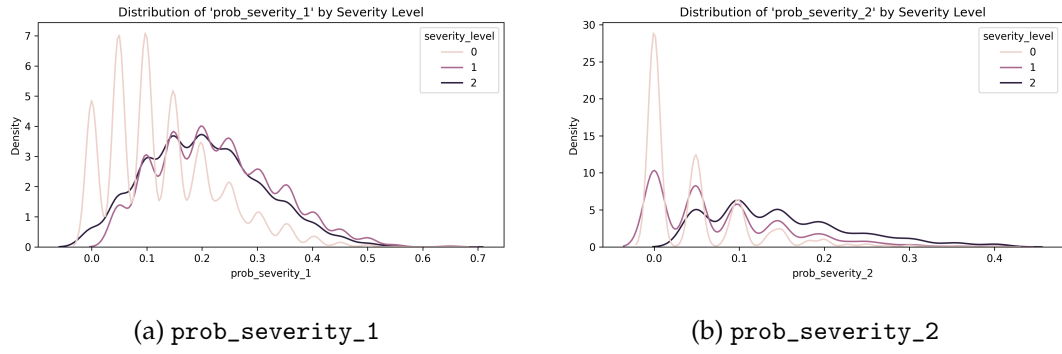 Distribution of 'prob_severity_1' by Severity Level
severity_level
0
1
2
7
6
5
4
3
2
1
0
Density
0.0 0.1 0.2 0.3 0.4 0.5 0.6 0.7
prob_severity_1
(a) prob_severity_1
Distribution of 'prob_severity_2' by Severity Level
severity_level
0
1
2
30
25
20
15
10
5
0
Density
0.0 0.1 0.2 0.3 0.4
prob_severity_2
(b) prob_severity_2